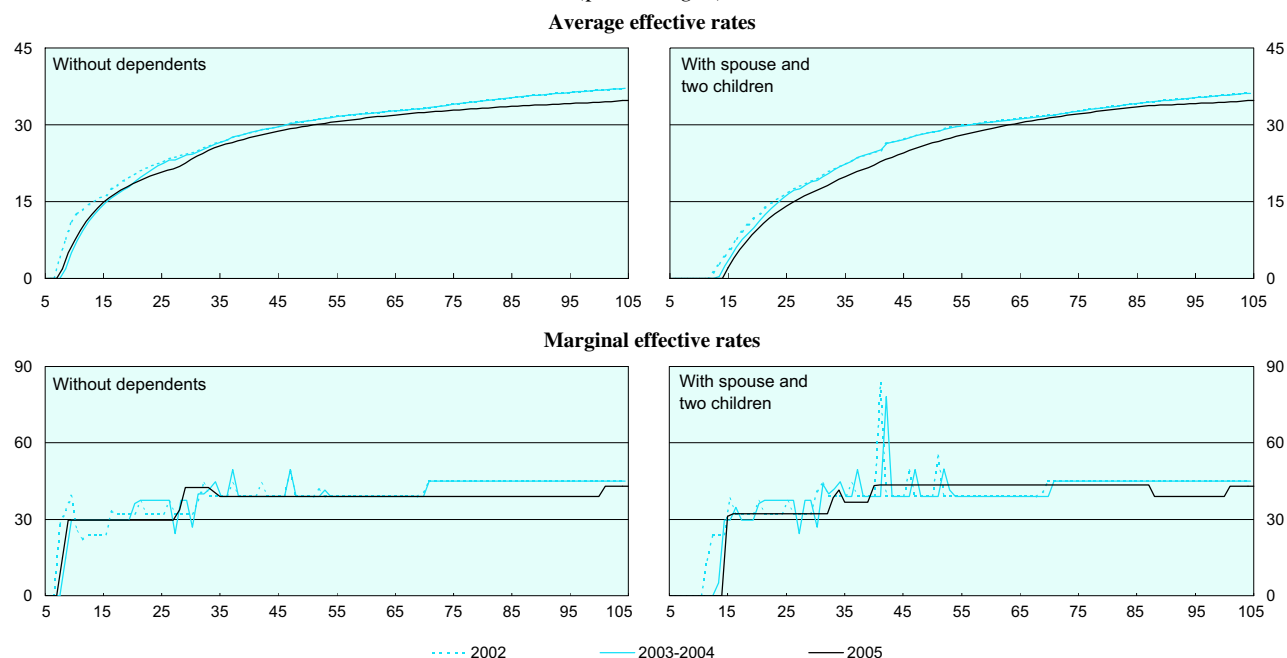 Average effective rates
45 Without dependents With spouse and two children 45
30 30
15 15
0 0
5 15 25 35 45 55 65 75 85 95 105 5 15 25 35 45 55 65 75 85 95 105
Marginal effective rates
90 Without dependents With spouse and two children 90
60 60
30 30
0 0
5 15 25 35 45 55 65 75 85 95 105 5 15 25 35 45 55 65 75 85 95 105
2002 2003-2004 2005